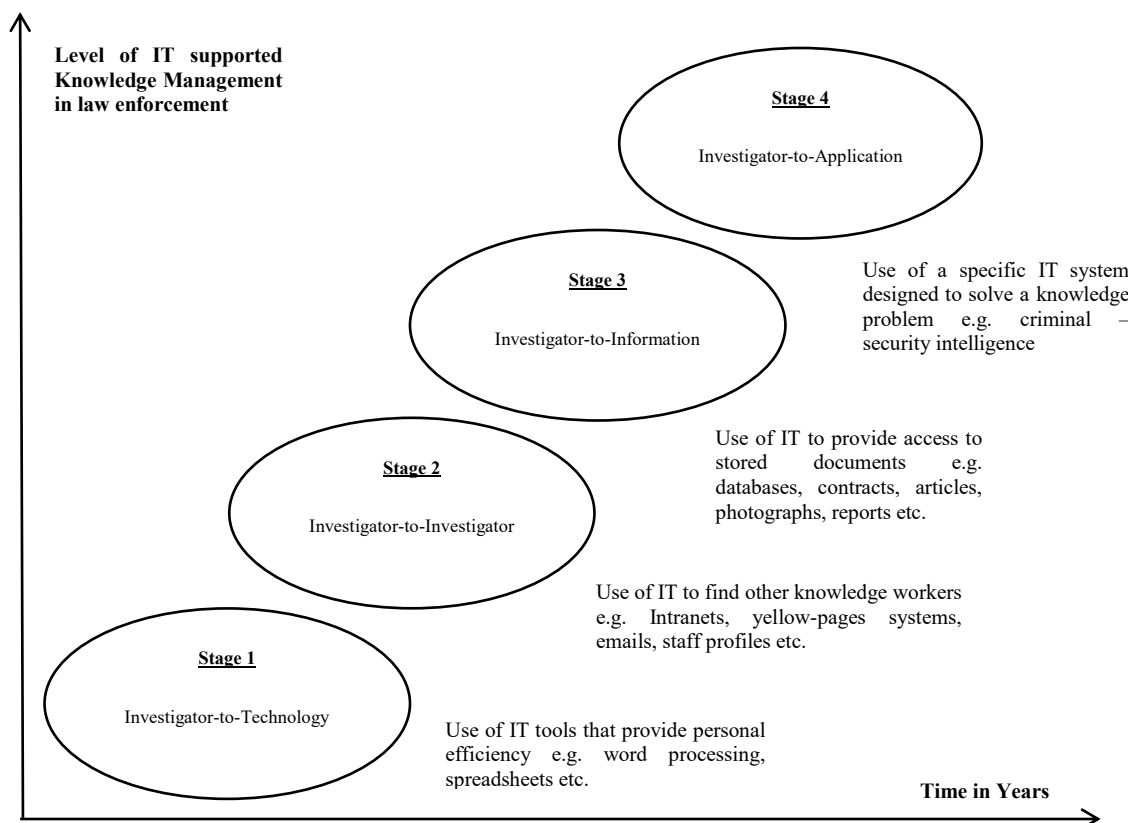 Level of IT supported
Knowledge Management
in law enforcement
Stage 4
Investigator-to-Application
Use of a specific IT system
designed to solve a knowledge
problem e.g. criminal –
security intelligence
Stage 3
Investigator-to-Information
Use of IT to provide access to
stored documents e.g.
databases, contracts, articles,
photographs, reports etc.
Stage 2
Investigator-to-Investigator
Use of IT to find other knowledge workers
e.g. Intranets, yellow-pages systems,
emails, staff profiles etc.
Stage 1
Investigator-to-Technology
Use of IT tools that provide personal
efficiency e.g. word processing,
spreadsheets etc.
Time in Years